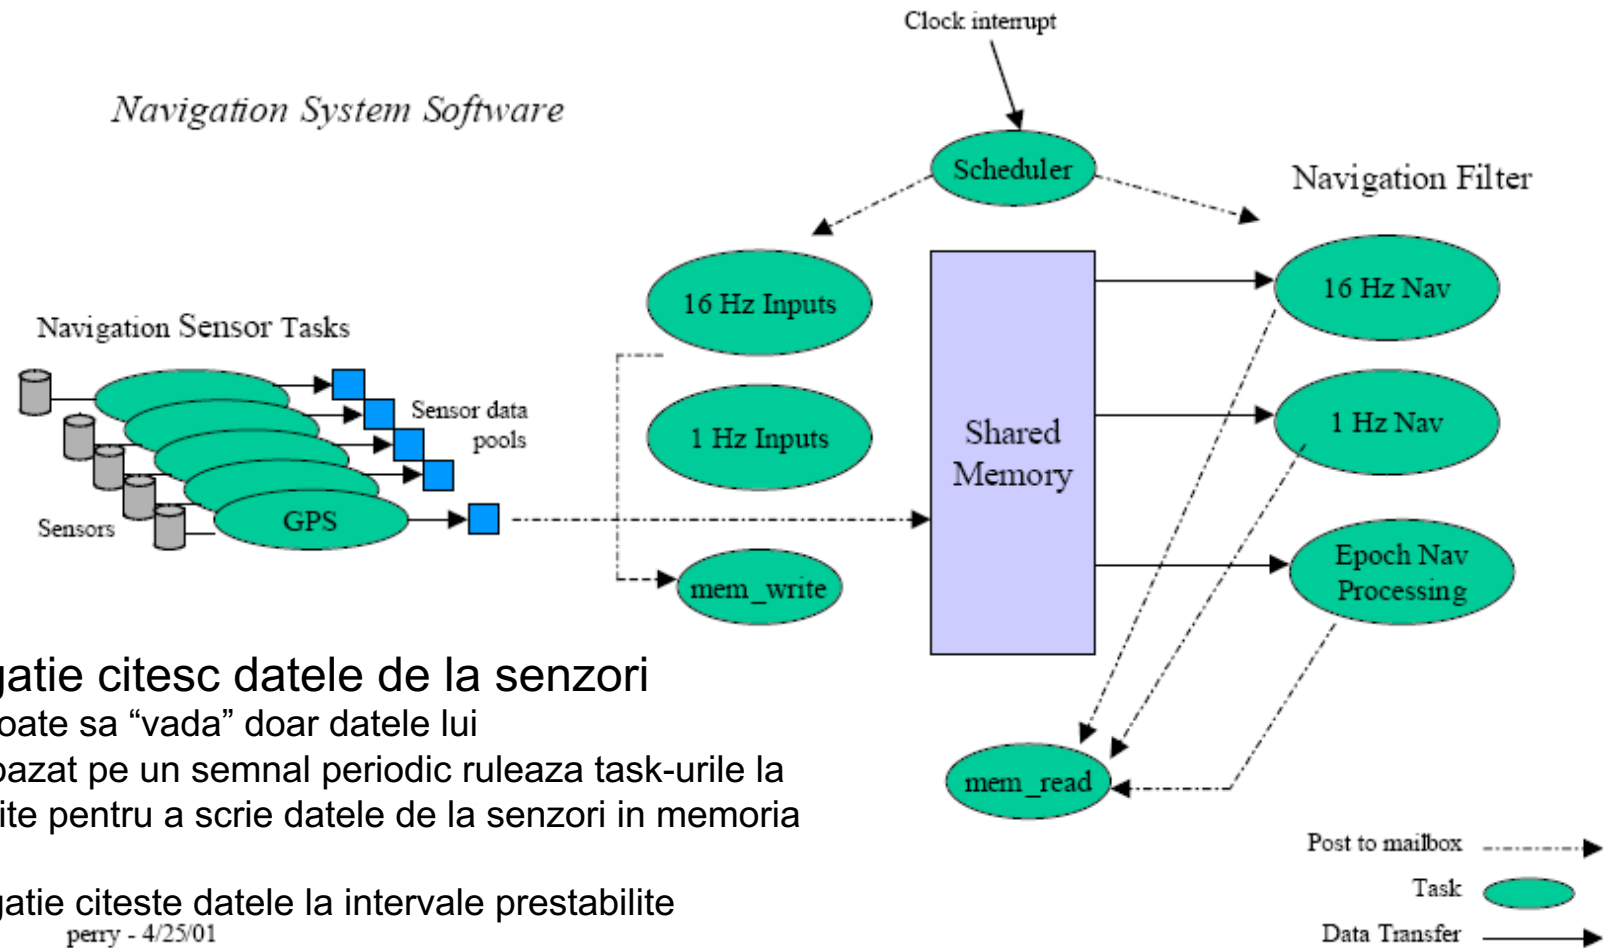 Clock interrupt
Navigation System Software
Scheduler
Navigation Filter
16 Hz Inputs
16 Hz Nav
Navigation Sensor Tasks
Sensor data
pools
1 Hz Inputs
Shared
Memory
1 Hz Nav
Sensors
GPS
mem_write
Epoch Nav
Processing
gatie citesc datele de la senzori
oate sa “vada” doar datele lui
bazat pe un semnal periodic ruleaza task-urile la
ite pentru a scrie datele de la senzori in memoria
mem_read
gatie citeste datele la intervale prestabilite
perry - 4/25/01
Post to mailbox
Task
Data Transfer